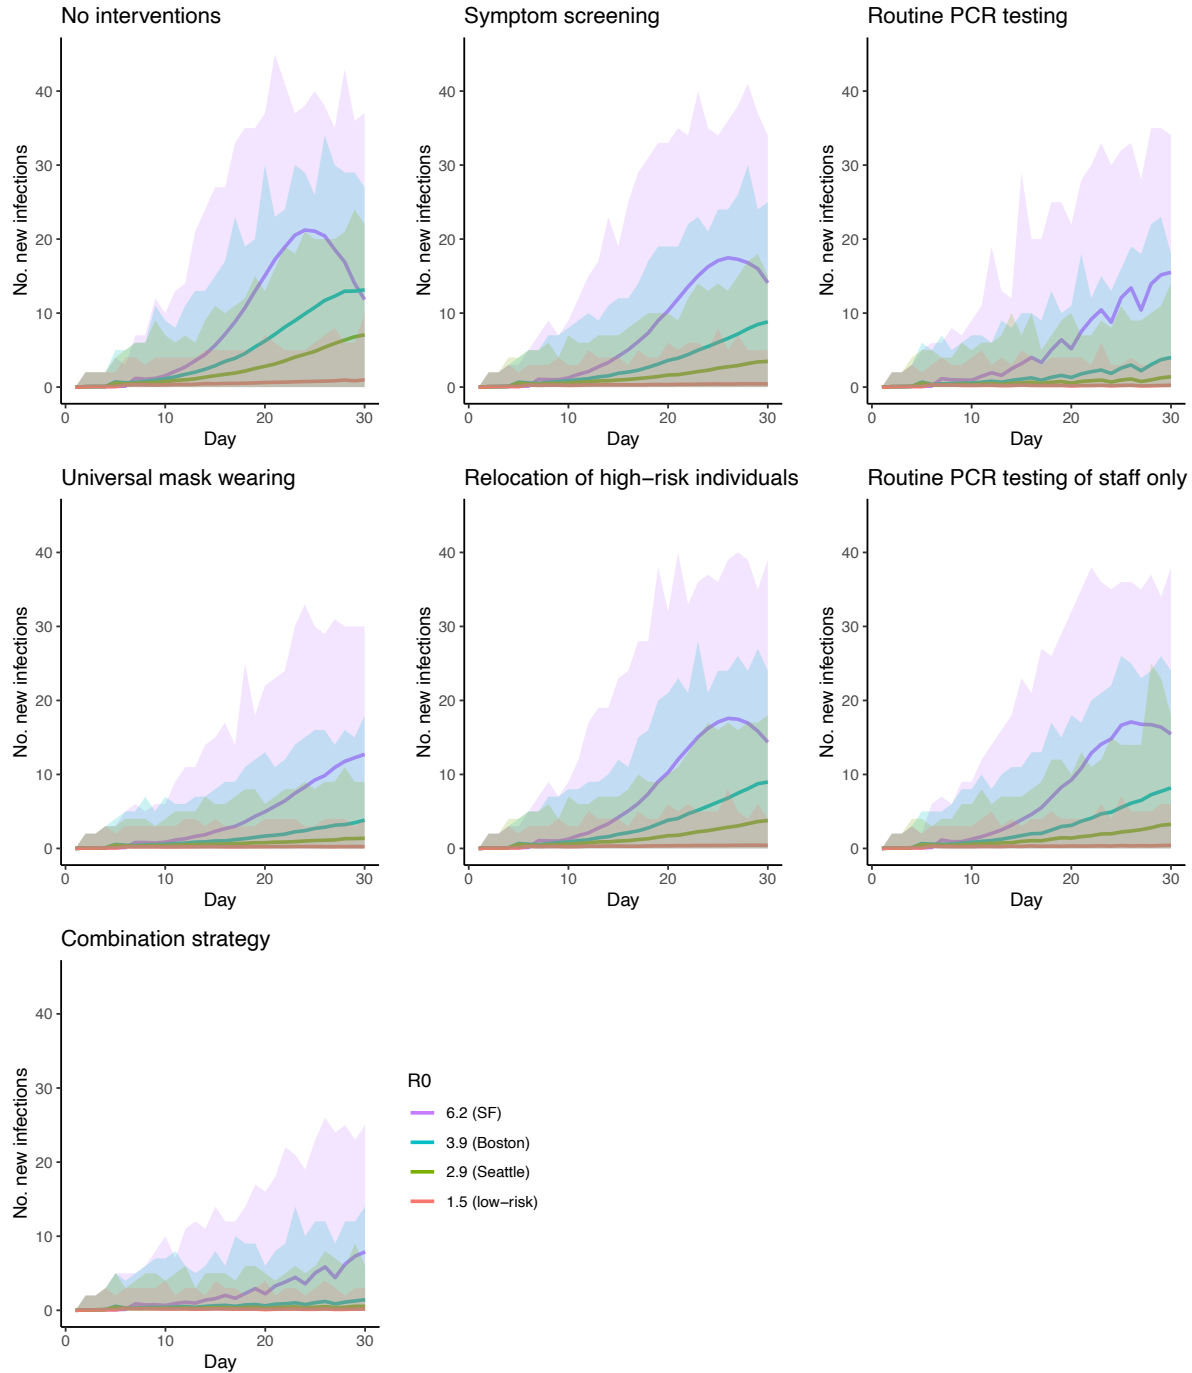 No interventions
Symptom screening
Routine PCR testing
No. new infections
40
30
20
10
0
0 10 20 30
Day
No. new infections
40
30
20
10
0
0 10 20 30
Day
No. new infections
40
30
20
10
0
0 10 20 30
Day
Universal mask wearing
Relocation of high−risk individuals
Routine PCR testing of staff only
No. new infections
40
30
20
10
0
0 10 20 30
Day
No. new infections
40
30
20
10
0
0 10 20 30
Day
No. new infections
40
30
20
10
0
0 10 20 30
Day
Combination strategy
No. new infections
40
30
20
10
0
0 10 20 30
Day
R0
6.2 (SF)
3.9 (Boston)
2.9 (Seattle)
1.5 (low−risk)